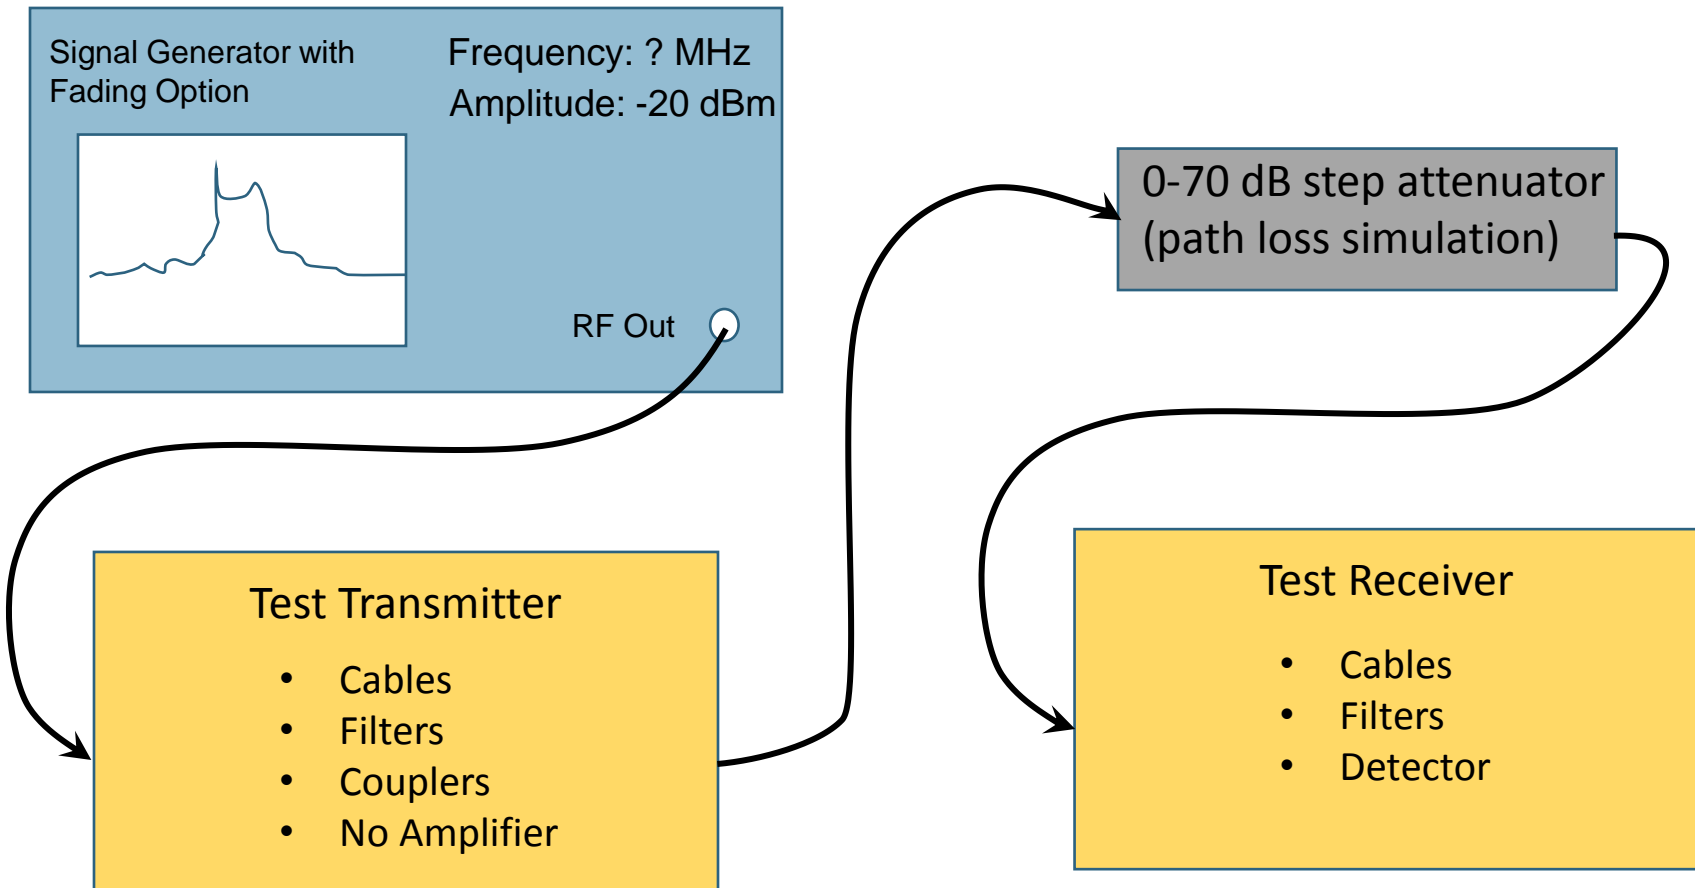 Signal Generator with
Fading Option
Frequency: ? MHz
Amplitude: -20 dBm
RF Out
0-70 dB step attenuator
(path loss simulation)
Test Transmitter
• Cables
• Filters
• Couplers
• No Amplifier
Test Receiver
• Cables
• Filters
• Detector